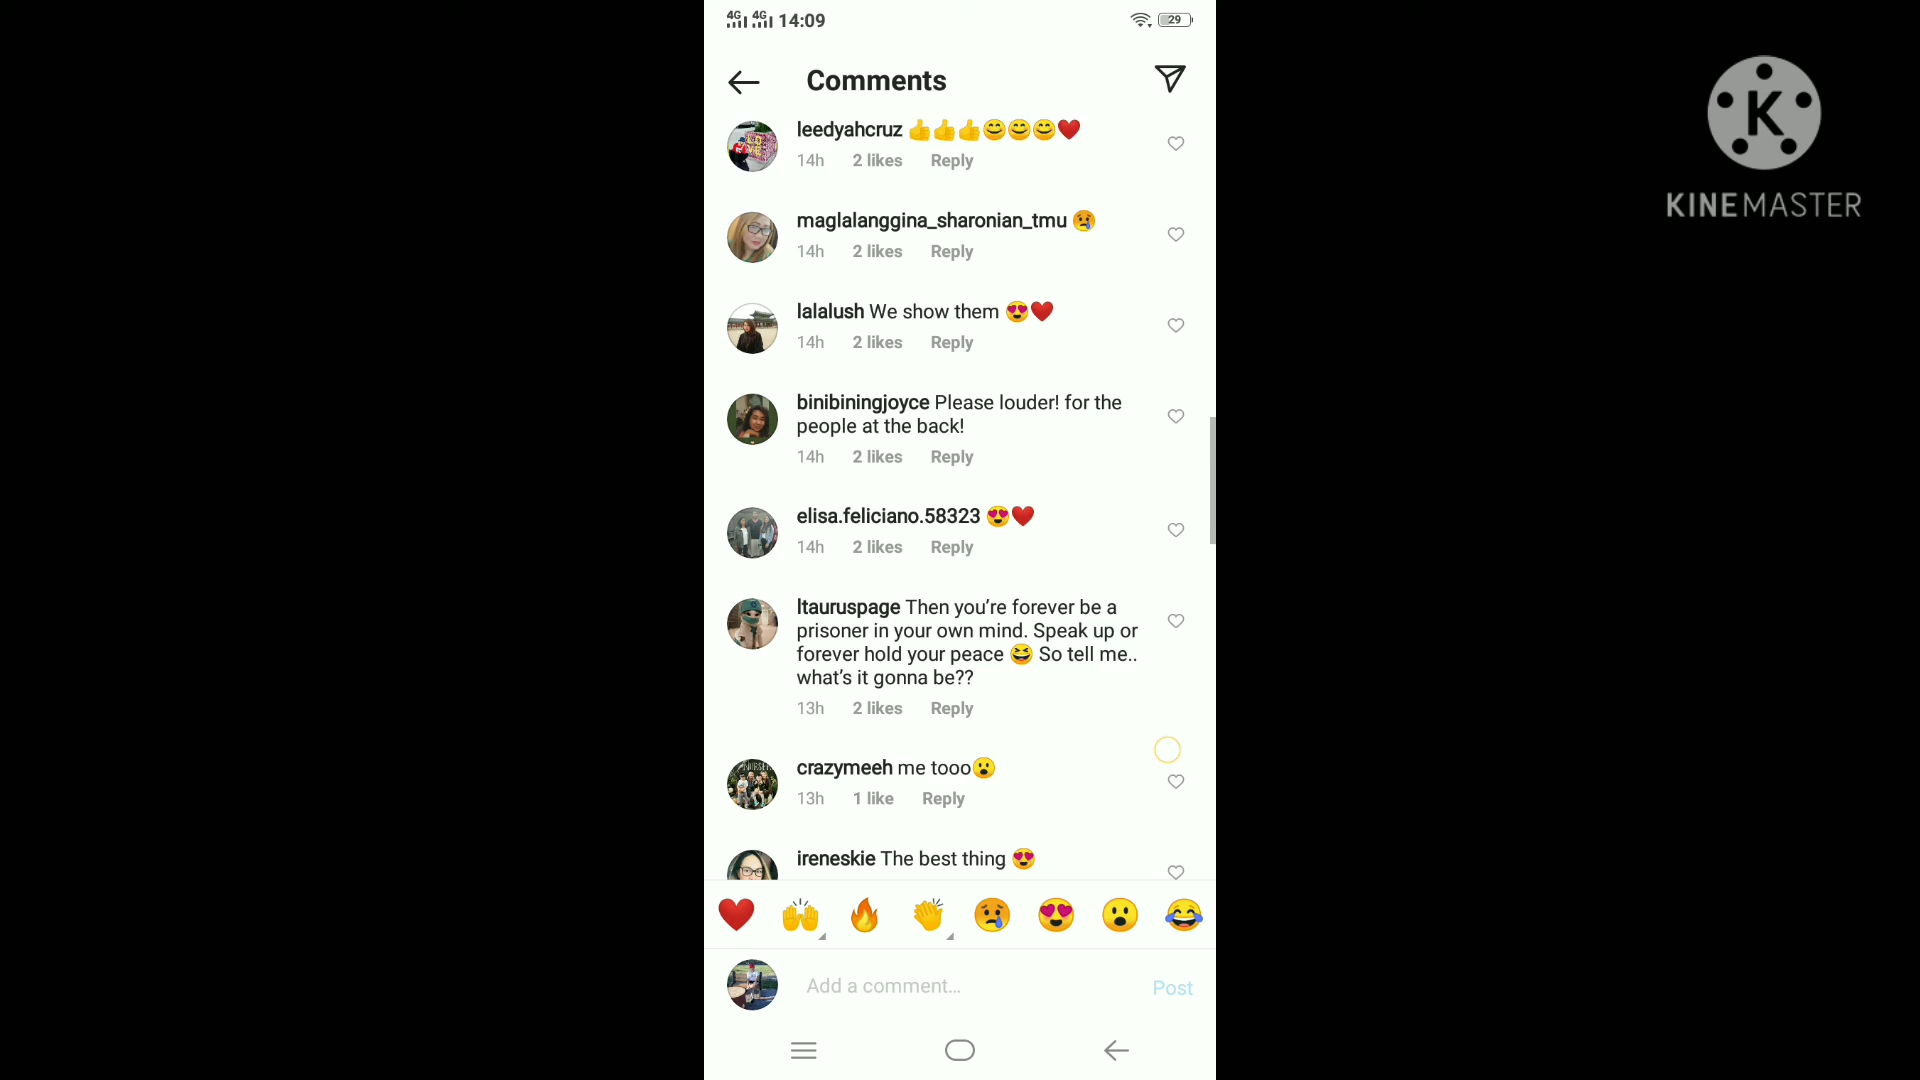 4G 4G 14:09 29
Comments
leedyahcruz 👍👍👍😊😊😊❤️
14h 2 likes Reply
maglalanggina_sharonian_tmu 😢
14h 2 likes Reply
lalalush We show them 😍❤️
14h 2 likes Reply
binibiningjoyce Please louder! for the
people at the back!
14h 2 likes Reply
elisa.feliciano.58323 😍❤️
14h 2 likes Reply
ltauruspage Then you’re forever be a
prisoner in your own mind. Speak up or
forever hold your peace 😆 So tell me..
what’s it gonna be??
13h 2 likes Reply
crazymeeh me tooo😮
13h 1 like Reply
ireneskie The best thing 😍
❤️🙌🔥👏😢😍😮😂
Add a comment...
Post
K
KINEMASTER